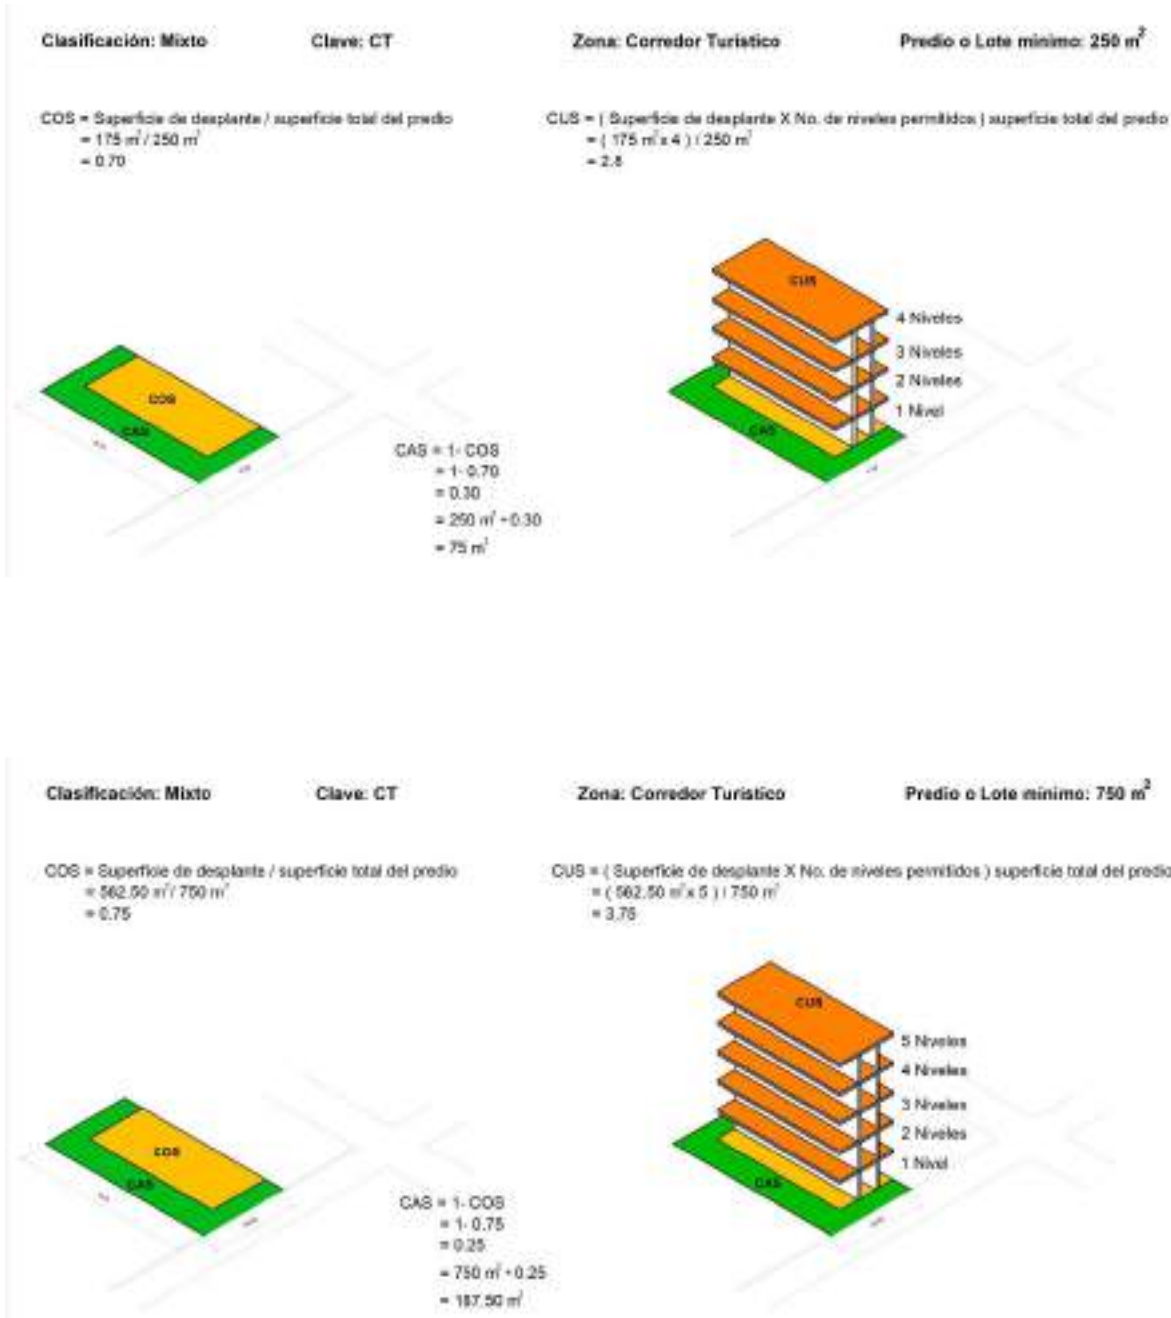 Clasificación: Mixto Clave: CT Zona: Corredor Turístico Predio o Lote mínimo: 250 m²
COS = Superficie de desplante / superficie total del predio
= 175 m²/ 250 m²
= 0.70
CUS = ( Superficie de desplante X No. de niveles permitidos ) superficie total del predio
= ( 175 m²x 4 ) / 250 m²
= 2.8
CUS
4 Niveles
3 Niveles
2 Niveles
1 Nivel
CAS
COS
CAS
CAS = 1- COS
= 1- 0.70
= 0.30
= 250 m² * 0.30
= 75 m²
Clasificación: Mixto Clave: CT Zona: Corredor Turístico Predio o Lote mínimo: 750 m²
COS = Superficie de desplante / superficie total del predio
= 562.50 m²/ 750 m²
= 0.75
CUS = ( Superficie de desplante X No. de niveles permitidos ) superficie total del predio
= ( 562.50 m²x 5 ) / 750 m²
= 3.75
CUS
5 Niveles
4 Niveles
3 Niveles
2 Niveles
1 Nivel
CAS
COS
CAS
CAS = 1- COS
= 1- 0.75
= 0.25
= 750 m² * 0.25
= 187.50 m²